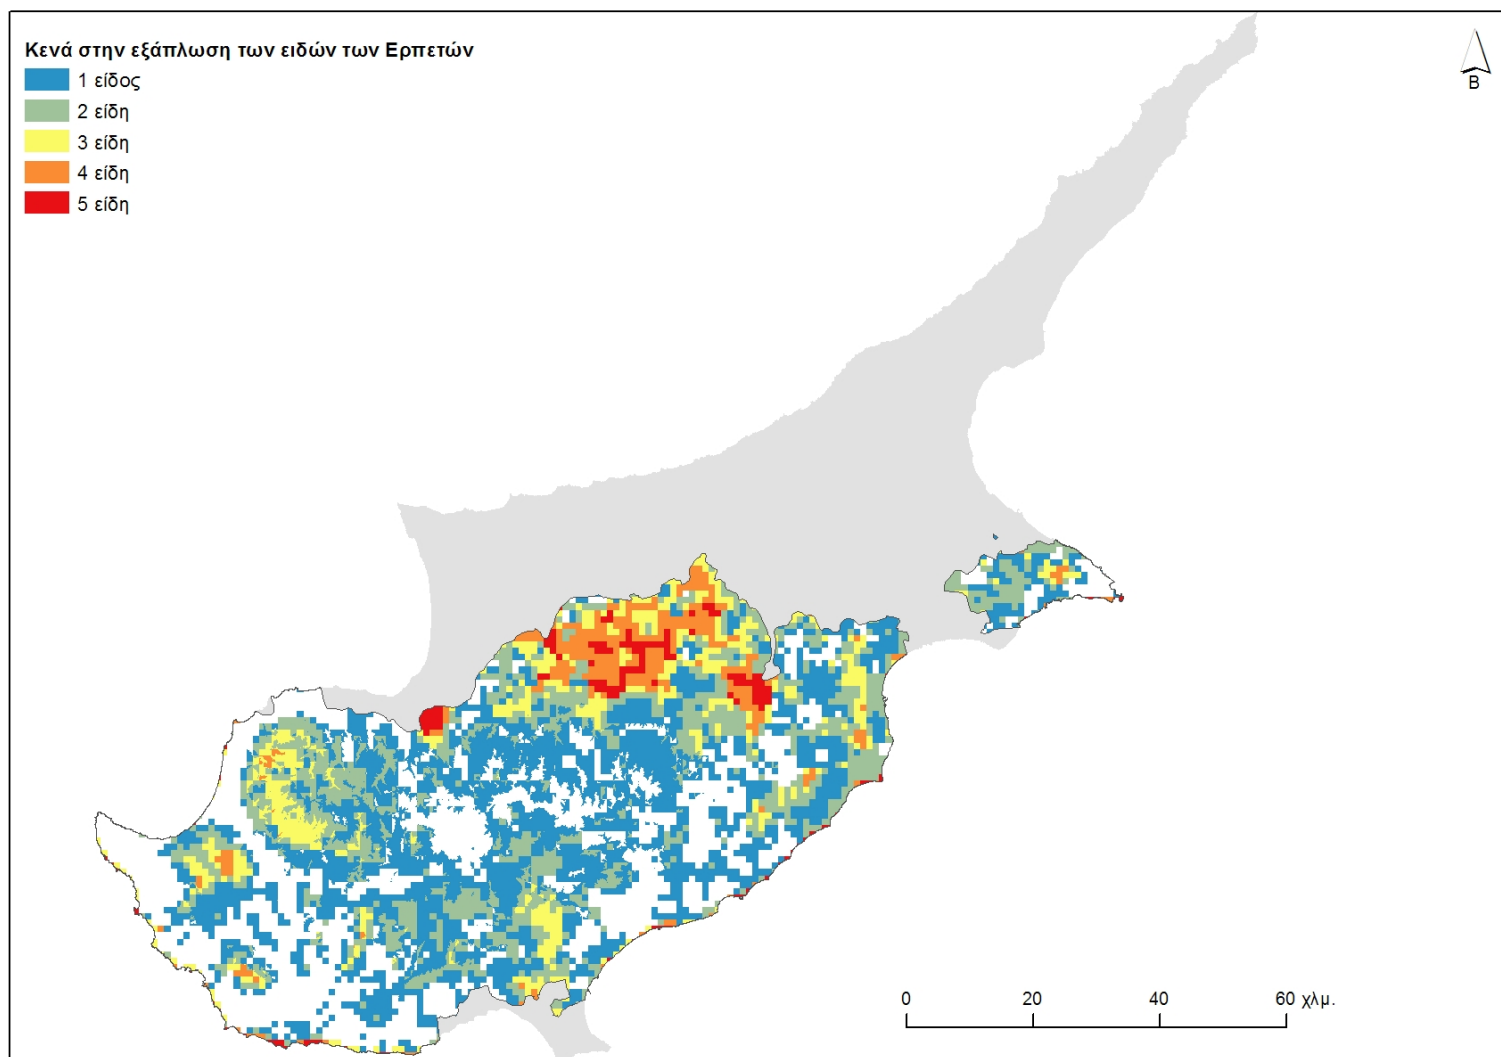 Κενά στην εξάπλωση των ειδών των Ερπετών
1 είδος
2 είδη
3 είδη
4 είδη
5 είδη
Β
0 20 40 60 χλμ.